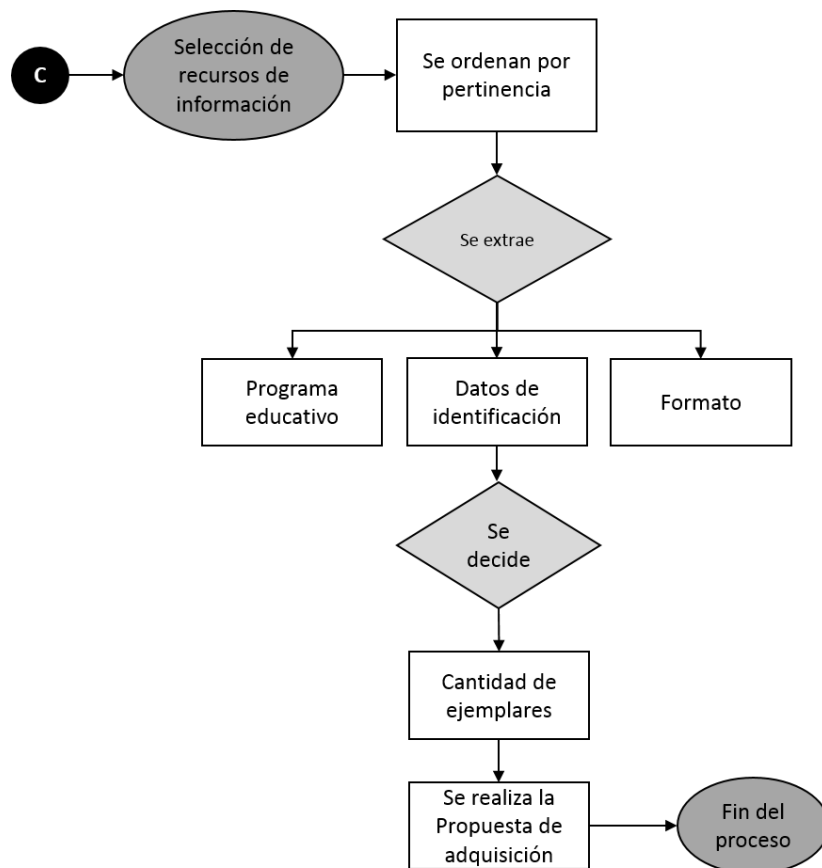 C
Selección de
recursos de
información
Se ordenan por
pertinencia
Se extrae
Programa
educativo
Datos de
identificación
Formato
Se
decide
Cantidad de
ejemplares
Se realiza la
Propuesta de
adquisición
Fin del
proceso